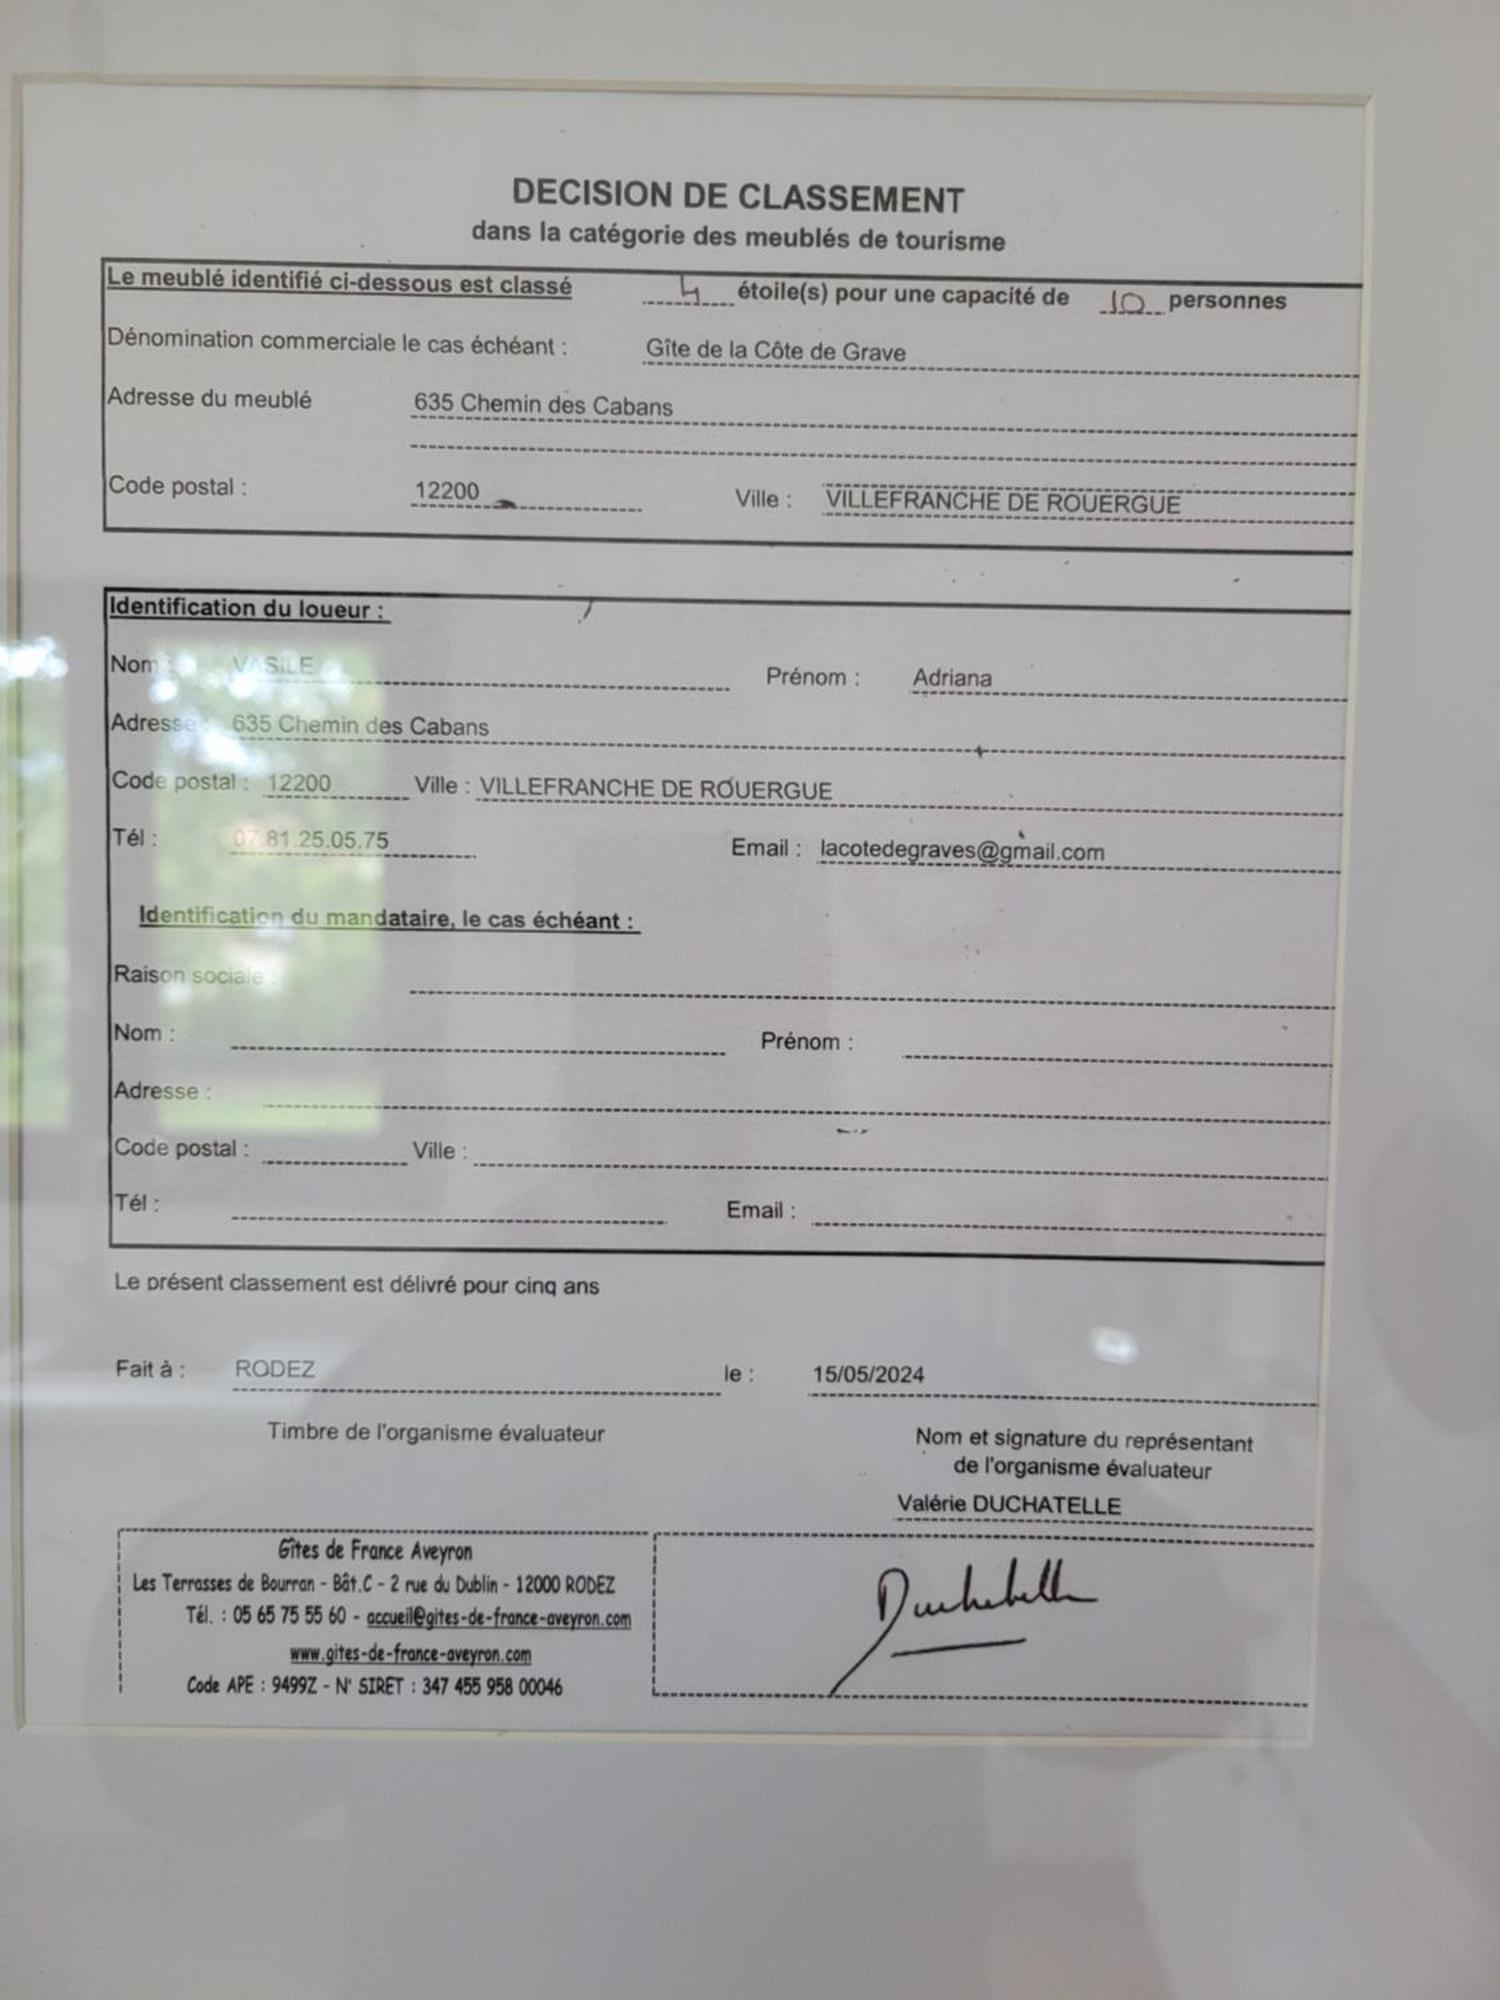 DECISION DE CLASSEMENT
dans la catégorie des meublés de tourisme
Le meublé identifié ci-dessous est classé 4 étoile(s) pour une capacité de 10 personnes
Dénomination commerciale le cas échéant : Gîte de la Côte de Grave
Adresse du meublé 635 Chemin des Cabans
Code postal : 12200 Ville : VILLEFRANCHE DE ROUERGUE
Identification du loueur :
Nom : VASILE Prénom : Adriana
Adresse : 635 Chemin des Cabans
Code postal : 12200 Ville : VILLEFRANCHE DE ROUERGUE
Tél : 07.81.25.05.75 Email : lacotedegraves@gmail.com
Identification du mandataire, le cas échéant :
Raison sociale :
Nom : Prénom :
Adresse :
Code postal : Ville :
Tél : Email :
Le présent classement est délivré pour cinq ans
Fait à : RODEZ le : 15/05/2024
Timbre de l'organisme évaluateur
Nom et signature du représentant
de l'organisme évaluateur
Valérie DUCHATELLE
Gîtes de France Aveyron
Les Terrasses de Bourran - Bât.C - 2 rue du Dublin - 12000 RODEZ
Tél. : 05 65 75 55 60 - accueil@gites-de-france-aveyron.com
www.gites-de-france-aveyron.com
Code APE : 9499Z - N° SIRET : 347 455 958 00046
Duchatelle